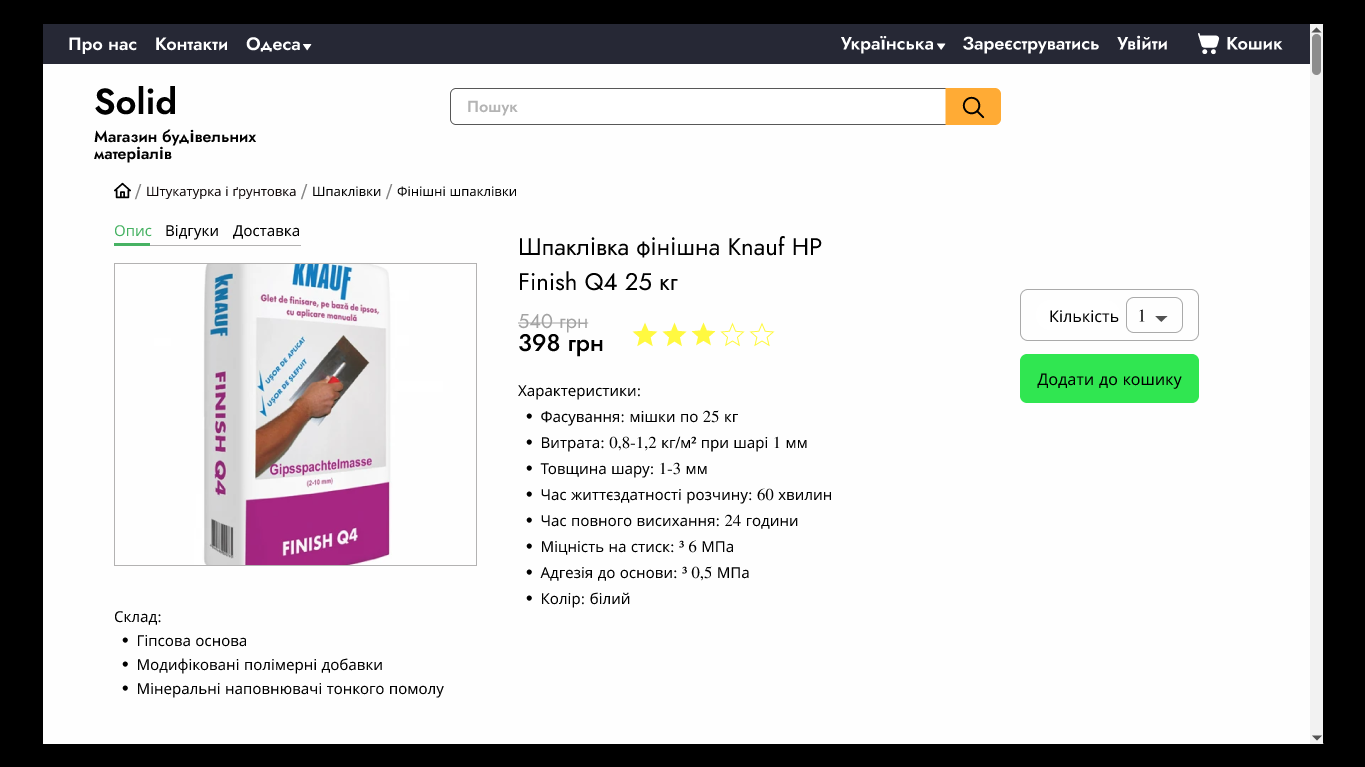 Про нас Контакти Одеса
Українська Зареєструватись Увійти Кошик
Solid
Магазин будівельних
матеріалів
Пошук
/ Штукатурка і ґрунтовка / Шпаклівки / Фінішні шпаклівки
Опис Відгуки Доставка
KNAUF
Glet de finisare, pe bază de ipsos,
cu aplicare manuală
KNAUF
UȘOR DE APLICAT
UȘOR DE ȘLEFUIT
FINISH Q4
Gipsspachtelmasse
(2-10 mm)
FINISH Q4
Шпаклівка фінішна Knauf HP
Finish Q4 25 кг
540 грн
398 грн
Кількість 1
Додати до кошику
Характеристики:
• Фасування: мішки по 25 кг
• Витрата: 0,8-1,2 кг/м² при шарі 1 мм
• Товщина шару: 1-3 мм
• Час життєздатності розчину: 60 хвилин
• Час повного висихання: 24 години
• Міцність на стиск: ³ 6 МПа
• Адгезія до основи: ³ 0,5 МПа
• Колір: білий
Склад:
• Гіпсова основа
• Модифіковані полімерні добавки
• Мінеральні наповнювачі тонкого помолу